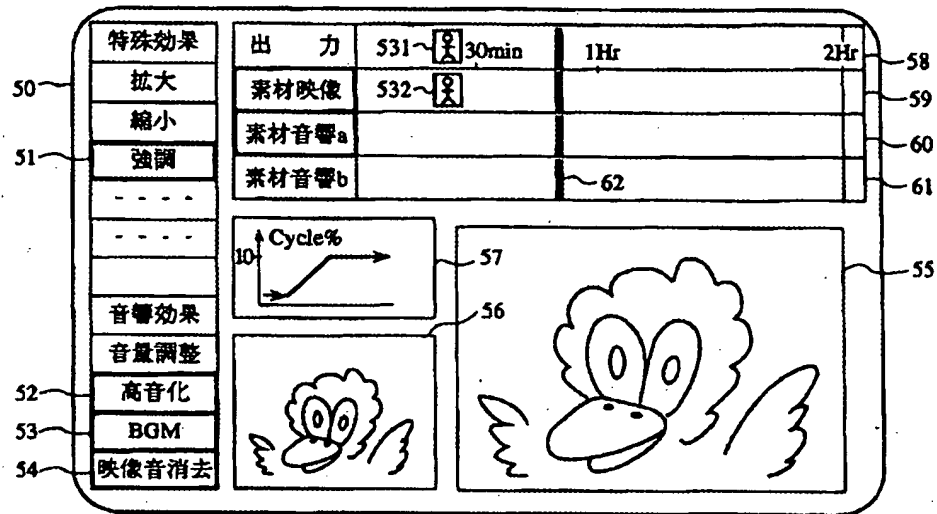 特殊効果
拡大
縮小
強調
- - - -
- - - -
音響効果
音量調整
高音化
BGM
映像音消去
50
51
52
53
54
出 力
531
30min
1Hr
2Hr
58
素材映像
532
59
素材音響a
60
素材音響b
62
61
Cycle%
10
57
56
55